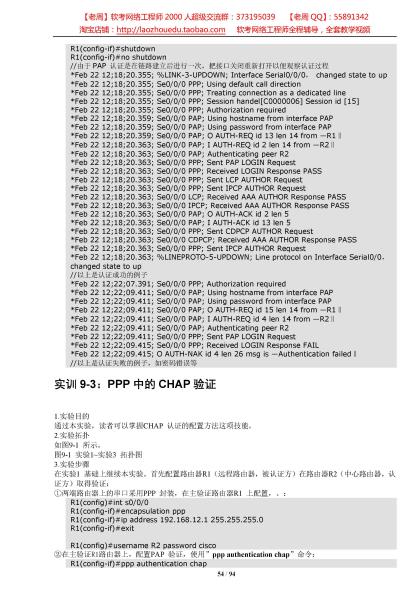 【老周】软考网络工程师 2000 人超级交流群：373195039 【老周 QQ】：55891342
淘宝店铺：http://laozhouedu.taobao.com 软考网络工程师全程辅导，全套教学视频
R1(config-if)#shutdown
R1(config-if)#no shutdown
//由于PAP 认证是在链路建立后进行一次，把接口关闭重新打开以便观察认证过程
*Feb 22 12;18;20.355; %LINK-3-UPDOWN; Interface Serial0/0/0， changed state to up
*Feb 22 12;18;20.355; Se0/0/0 PPP; Using default call direction
*Feb 22 12;18;20.355; Se0/0/0 PPP; Treating connection as a dedicated line
*Feb 22 12;18;20.355; Se0/0/0 PPP; Session handel[C0000006] Session id [15]
*Feb 22 12;18;20.355; Se0/0/0 PPP; Authorization required
*Feb 22 12;18;20.363; Se0/0/0 PAP; Using hostname from interface PAP
*Feb 22 12;18;20.363; Se0/0/0 PAP; Using password from interface PAP
*Feb 22 12;18;20.363; Se0/0/0 PAP; O AUTH-REQ id 13 len 14 from ―R1‖
*Feb 22 12;18;20.363; Se0/0/0 PAP; I AUTH-REQ id 2 len 14 from ―R2‖
*Feb 22 12;18;20.363; Se0/0/0 PAP; Authenticating peer R2
*Feb 22 12;18;20.363; Se0/0/0 PPP; Sent PAP LOGIN Request
*Feb 22 12;18;20.363; Se0/0/0 PPP; Received LOGIN Response PASS
*Feb 22 12;18;20.363; Se0/0/0 PPP; Sent LCP AUTHOR Request
*Feb 22 12;18;20.363; Se0/0/0 PPP; Sent IPCP AUTHOR Request
*Feb 22 12;18;20.363; Se0/0/0 LCP; Received AAA AUTHOR Response PASS
*Feb 22 12;18;20.363; Se0/0/0 IPCP; Received AAA AUTHOR Response PASS
*Feb 22 12;18;20.363; Se0/0/0 PAP; O AUTH-ACK id 2 len 5
*Feb 22 12;18;20.363; Se0/0/0 PAP; I AUTH-ACK id 13 len 5
*Feb 22 12;18;20.363; Se0/0/0 PPP; Sent CDPCP AUTHOR Request
*Feb 22 12;18;20.363; Se0/0/0 CDPCP; Received AAA AUTHOR Response PASS
*Feb 22 12;18;20.363; Se0/0/0 PPP; Sent IPCP AUTHOR Request
*Feb 22 12;18;20.363; %LINEPROTO-5-UPDOWN; Line protocol on Interface Serial0/0/0，
changed state to up
//以上是认证成功的例子
*Feb 22 12;22;07.391; Se0/0/0 PPP; Authorization required
*Feb 22 12;22;09.411; Se0/0/0 PAP; Using hostname from interface PAP
*Feb 22 12;22;09.411; Se0/0/0 PAP; Using password from interface PAP
*Feb 22 12;22;09.411; Se0/0/0 PAP; O AUTH-REQ id 15 len 14 from ―R1‖
*Feb 22 12;22;09.411; Se0/0/0 PAP; I AUTH-REQ id 4 len 14 from ―R2‖
*Feb 22 12;22;09.411; Se0/0/0 PAP; Authenticating peer R2
*Feb 22 12;22;09.411; Se0/0/0 PPP; Sent PAP LOGIN Request
*Feb 22 12;22;09.415; Se0/0/0 PPP; Received LOGIN Response FAIL
*Feb 22 12;22;09.415; O AUTH-NAK id 4 len 26 msg is ―Authentication failed‖
//以上是认证失败的例子，如密码错误等
实训 9-3：PPP 中的 CHAP 验证
1.实验目的
通过本实验，读者可以掌握CHAP 认证的配置方法这项技能。
2.实验拓扑
如图9-1 所示。
图9-1 实验1-实验3 拓扑图
3.实验步骤
在实验1 基础上继续本实验。首先配置路由器R1（远程路由器，被认证方）在路由器R2（中心路由器，认
证方）取得验证：
①两端路由器上的串口采用PPP 封装，在主验证路由器R1 上配置，、：
R1(config)#int s0/0/0
R1(config-if)#encapsulation ppp
R1(config-if)#ip address 192.168.12.1 255.255.255.0
R1(config-if)#exit
R1(config)#username R2 password cisco
②在主验证R1路由器上，配置PAP 验证，使用”ppp authentication chap”命令：
R1(config-if)#ppp authentication chap
54 / 94